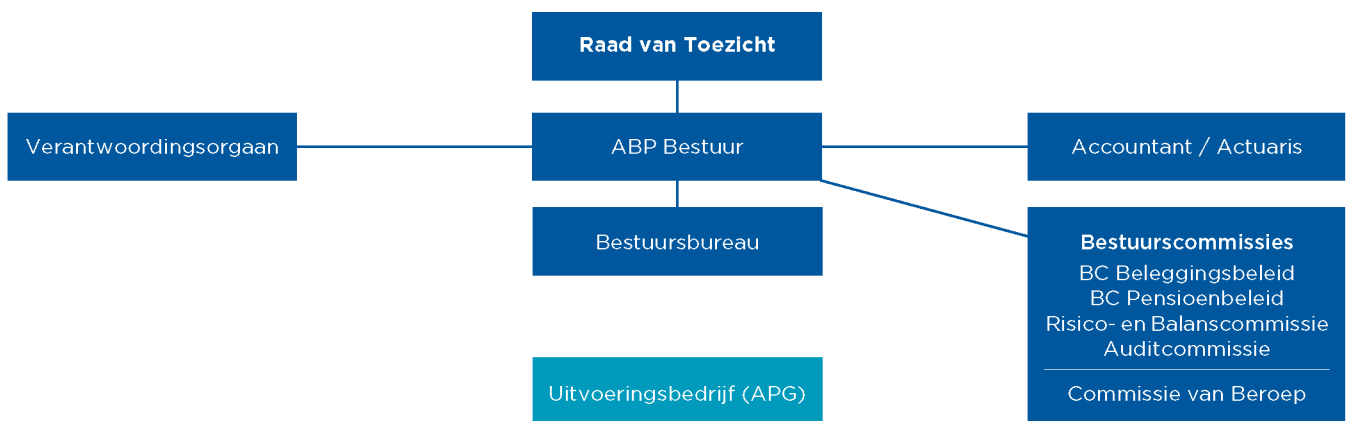 Raad van Toezicht
Verantwoordingsorgaan
ABP Bestuur
Accountant / Actuaris
Bestuursbureau
Bestuurscommissies
BC Beleggingsbeleid
BC Pensioenbeleid
Risico- en Balanscommissie
Auditcommissie
Commissie van Beroep
Uitvoeringsbedrijf (APG)